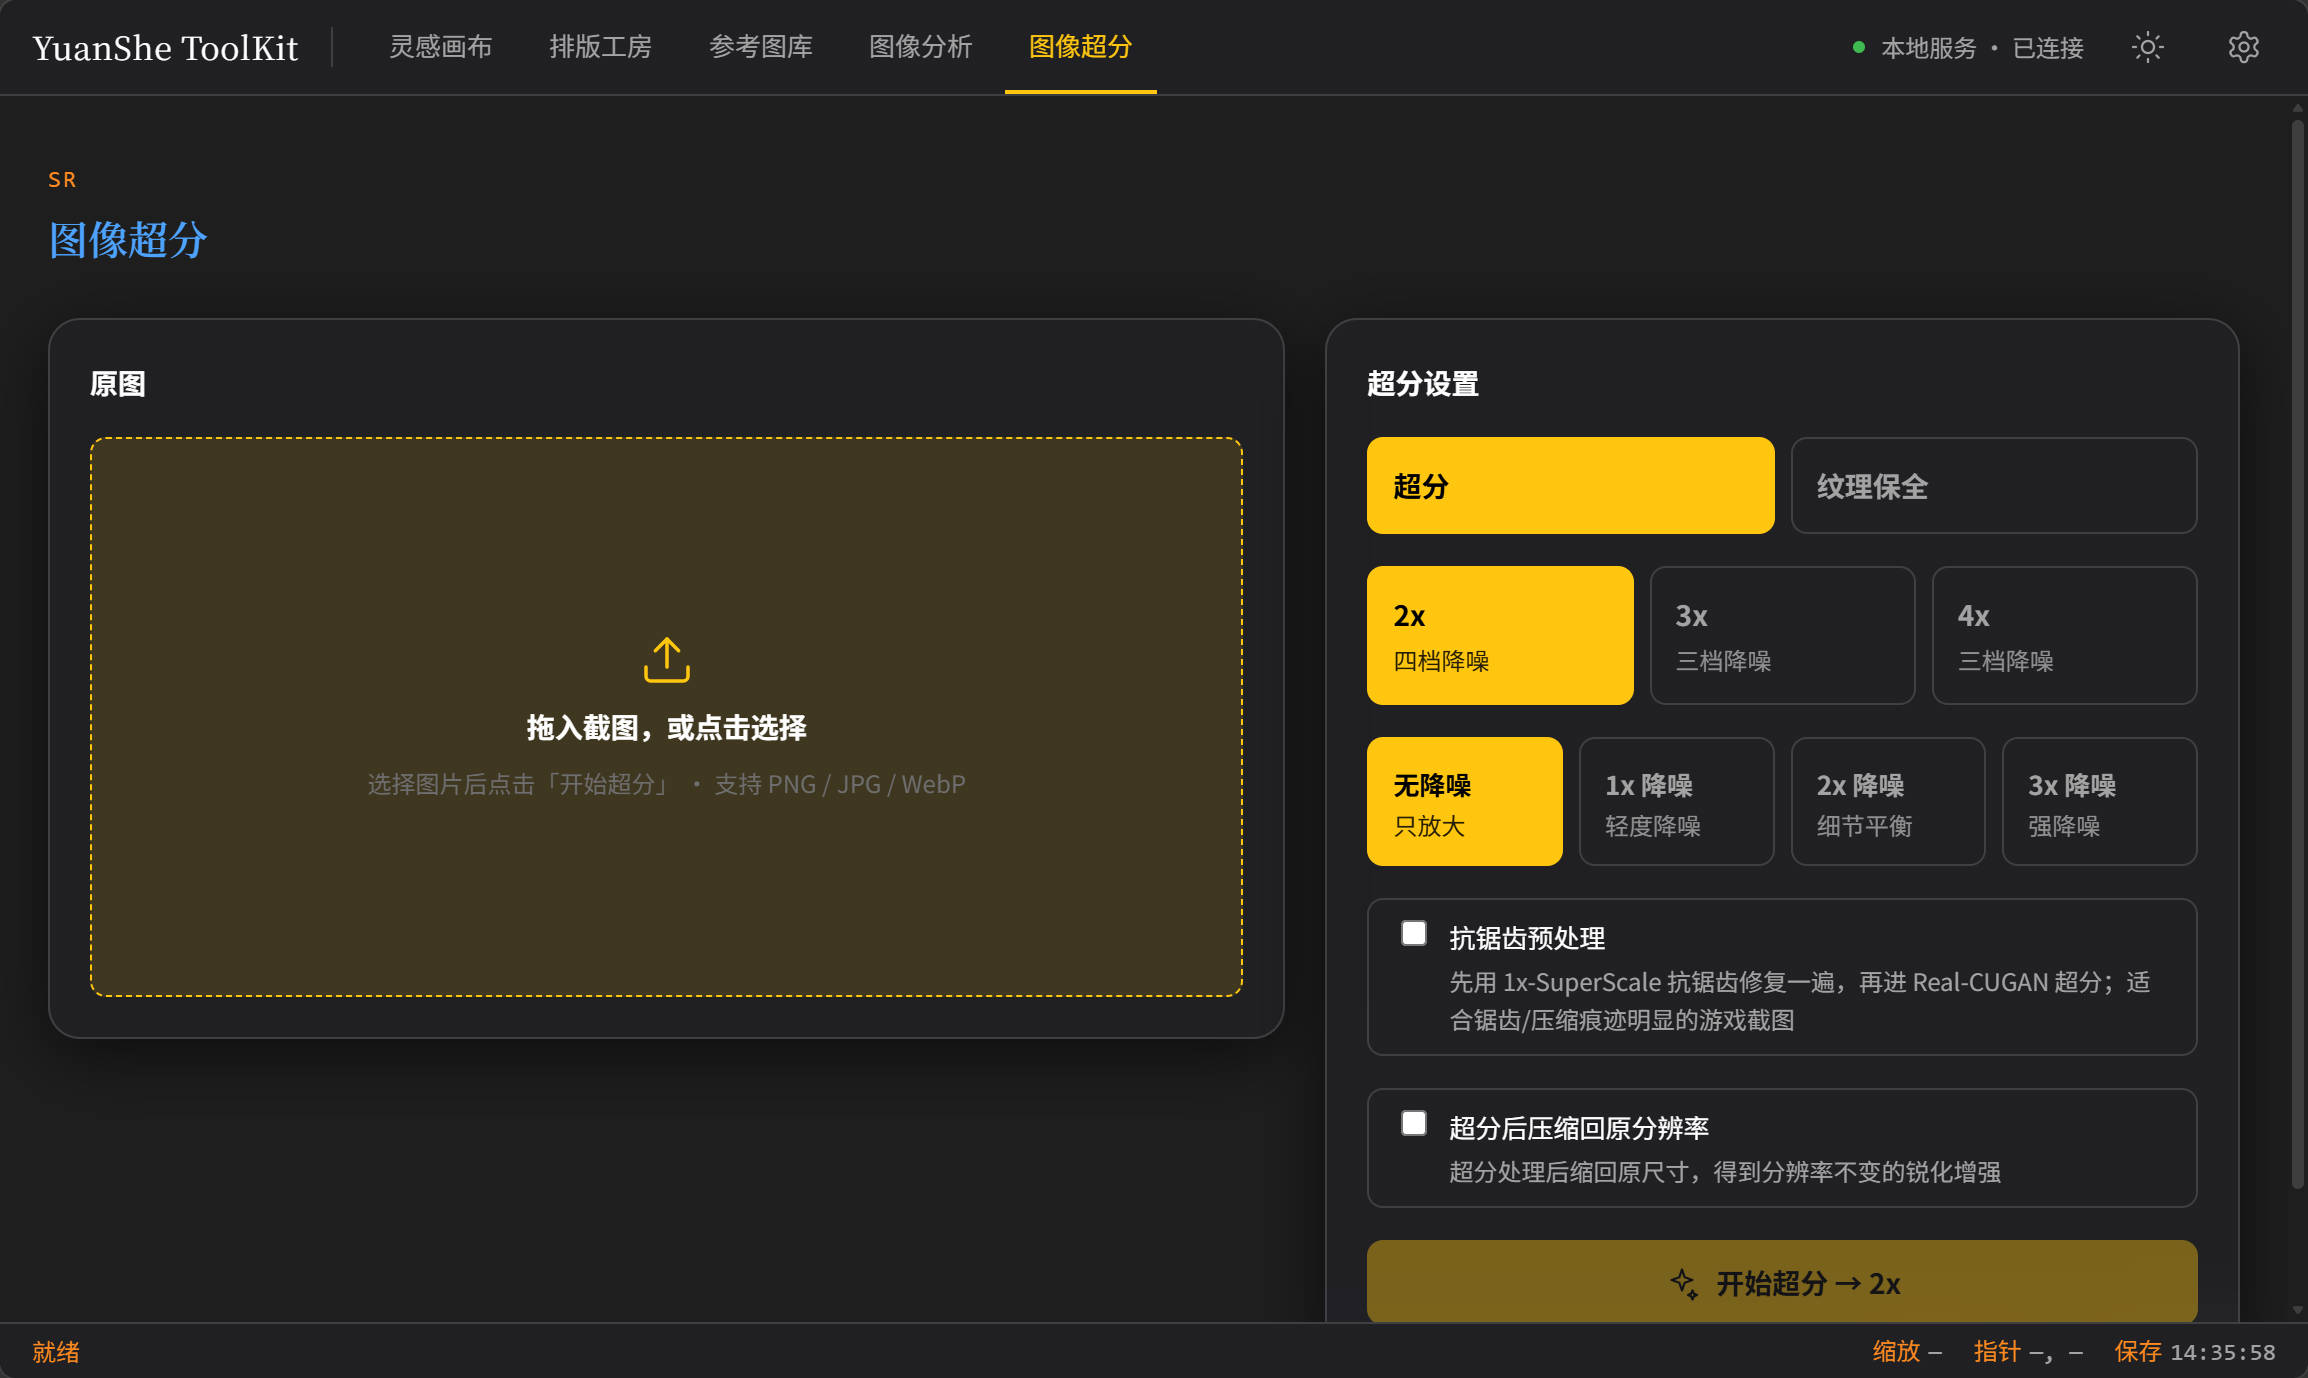 YuanShe ToolKit
灵感画布
排版工房
参考图库
图像分析
图像超分
本地服务 • 已连接
SR
图像超分
原图
拖入截图，或点击选择
选择图片后点击「开始超分」 • 支持 PNG / JPG / WebP
超分设置
超分
纹理保全
2x
四档降噪
3x
三档降噪
4x
三档降噪
无降噪
只放大
1x 降噪
轻度降噪
2x 降噪
细节平衡
3x 降噪
强降噪
抗锯齿预处理
先用 1x-SuperScale 抗锯齿修复一遍，再进 Real-CUGAN 超分；适
合锯齿/压缩痕迹明显的游戏截图
超分后压缩回原分辨率
超分处理后缩回原尺寸，得到分辨率不变的锐化增强
开始超分 → 2x
就绪
缩放 —
指针 —, —
保存 14:35:58